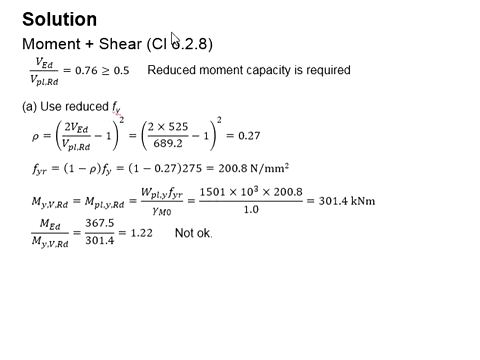 Solution
Moment + Shear (Cl 6.2.8)
V_Ed / V_pl,Rd = 0.76 ≥ 0.5 Reduced moment capacity is required
(a) Use reduced f_y
ρ = (2V_Ed / V_pl,Rd − 1)^2 = (2 × 525 / 689.2 − 1)^2 = 0.27
f_yr = (1 − ρ)f_y = (1 − 0.27)275 = 200.8 N/mm²
M_y,V,Rd = M_pl,y,Rd = W_pl,y f_yr / γ_M0 = 1501 × 10³ × 200.8 / 1.0 = 301.4 kNm
M_Ed / M_y,V,Rd = 367.5 / 301.4 = 1.22 Not ok.